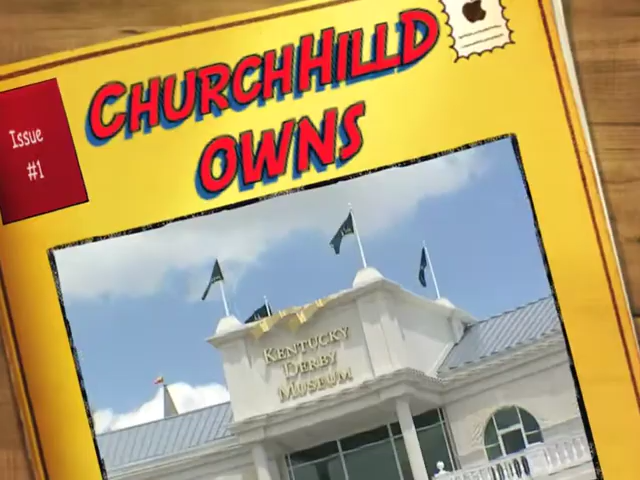 CHURCHHILLD
OWNS
Issue
#1
KENTUCKY
DERBY
MUSEUM